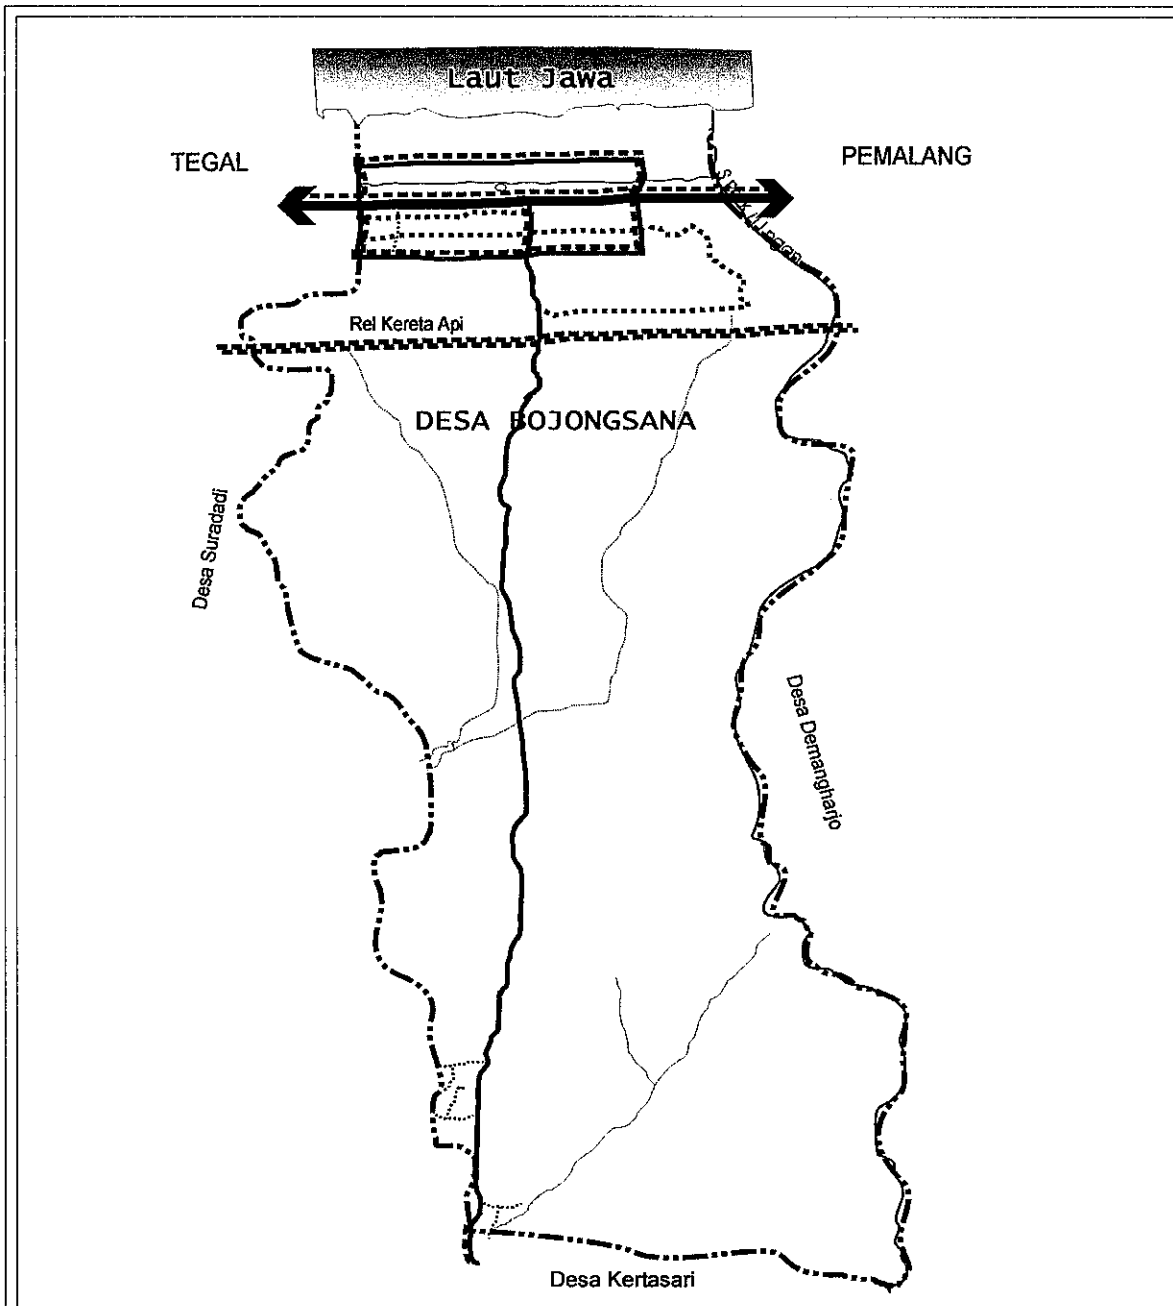 Laut Jawa
TEGAL
PEMALANG
Rel Kereta Api
DESA BOJONGSANA
Desa Suradadi
Desa Demangharjo
Desa Kertasari